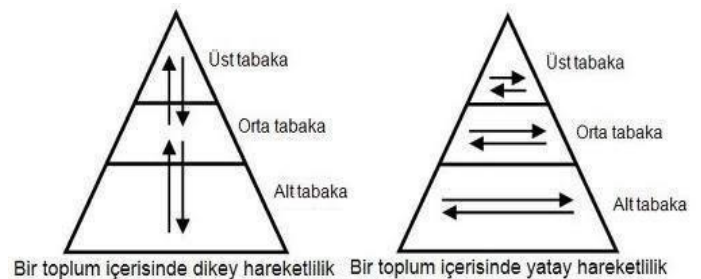 Üst tabaka
Orta tabaka
Alt tabaka
Bir toplum içerisinde dikey hareketlilik
Üst tabaka
Orta tabaka
Alt tabaka
Bir toplum içerisinde yatay hareketlilik